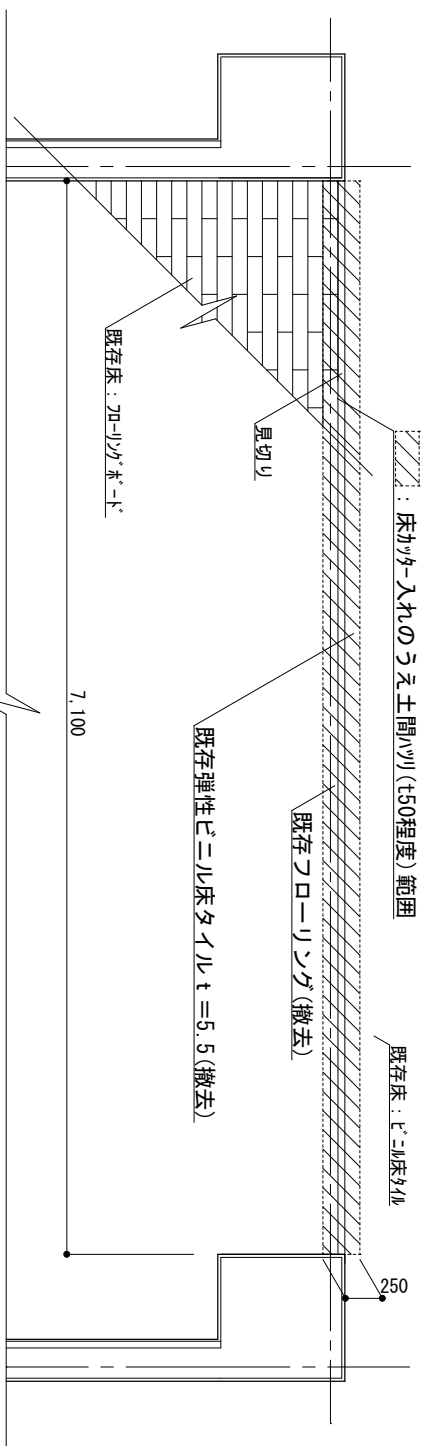 ：床ｶｯﾀｰ入れのうえ土間ﾊﾂﾘ(t50程度)範囲
既存床：ﾋﾞﾆﾙ床ﾀｲﾙ
見切り
既存床：ﾌﾛｰﾘﾝｸﾞﾎﾞｰﾄﾞ
既存フローリング(撤去)
既存弾性ビニル床タイルｔ＝5.5(撤去)
7,100
250